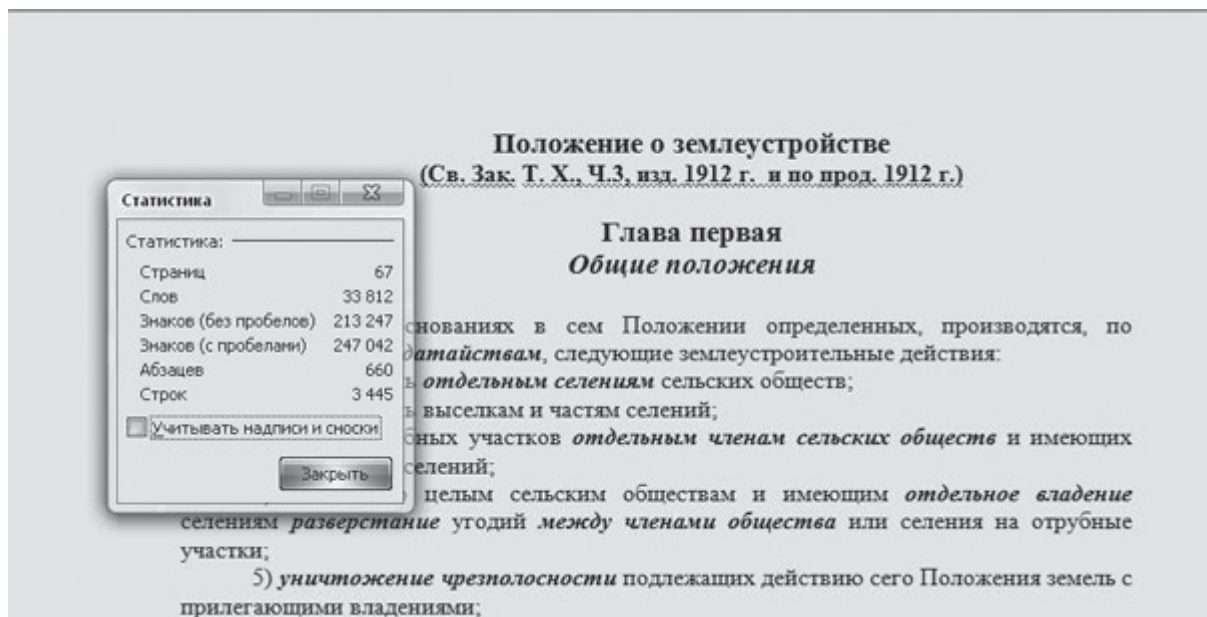 Положение о землеустройстве
(Св. Зак. Т. Х., Ч.3, изд. 1912 г. и по прод. 1912 г.)
Глава первая
Общие положения
Статистика
Статистика:
Страниц 67
Слов 33 812
Знаков (без пробелов) 213 247
Знаков (с пробелами) 247 042
Абзацев 660
Строк 3 445
Учитывать надписи и сноски
Закрыть
снованиях в сем Положении определенных, производятся, по
датайствам, следующие землеустроительные действия:
отдельным селениям сельских обществ;
выселкам и частям селений;
бных участков отдельным членам сельских обществ и имеющих
селений;
целым сельским обществам и имеющим отдельное владение
селениям разверстание угодий между членами общества или селения на отрубные
участки;
5) уничтожение чрезполосности подлежащих действию сего Положения земель с
прилегающими владениями;